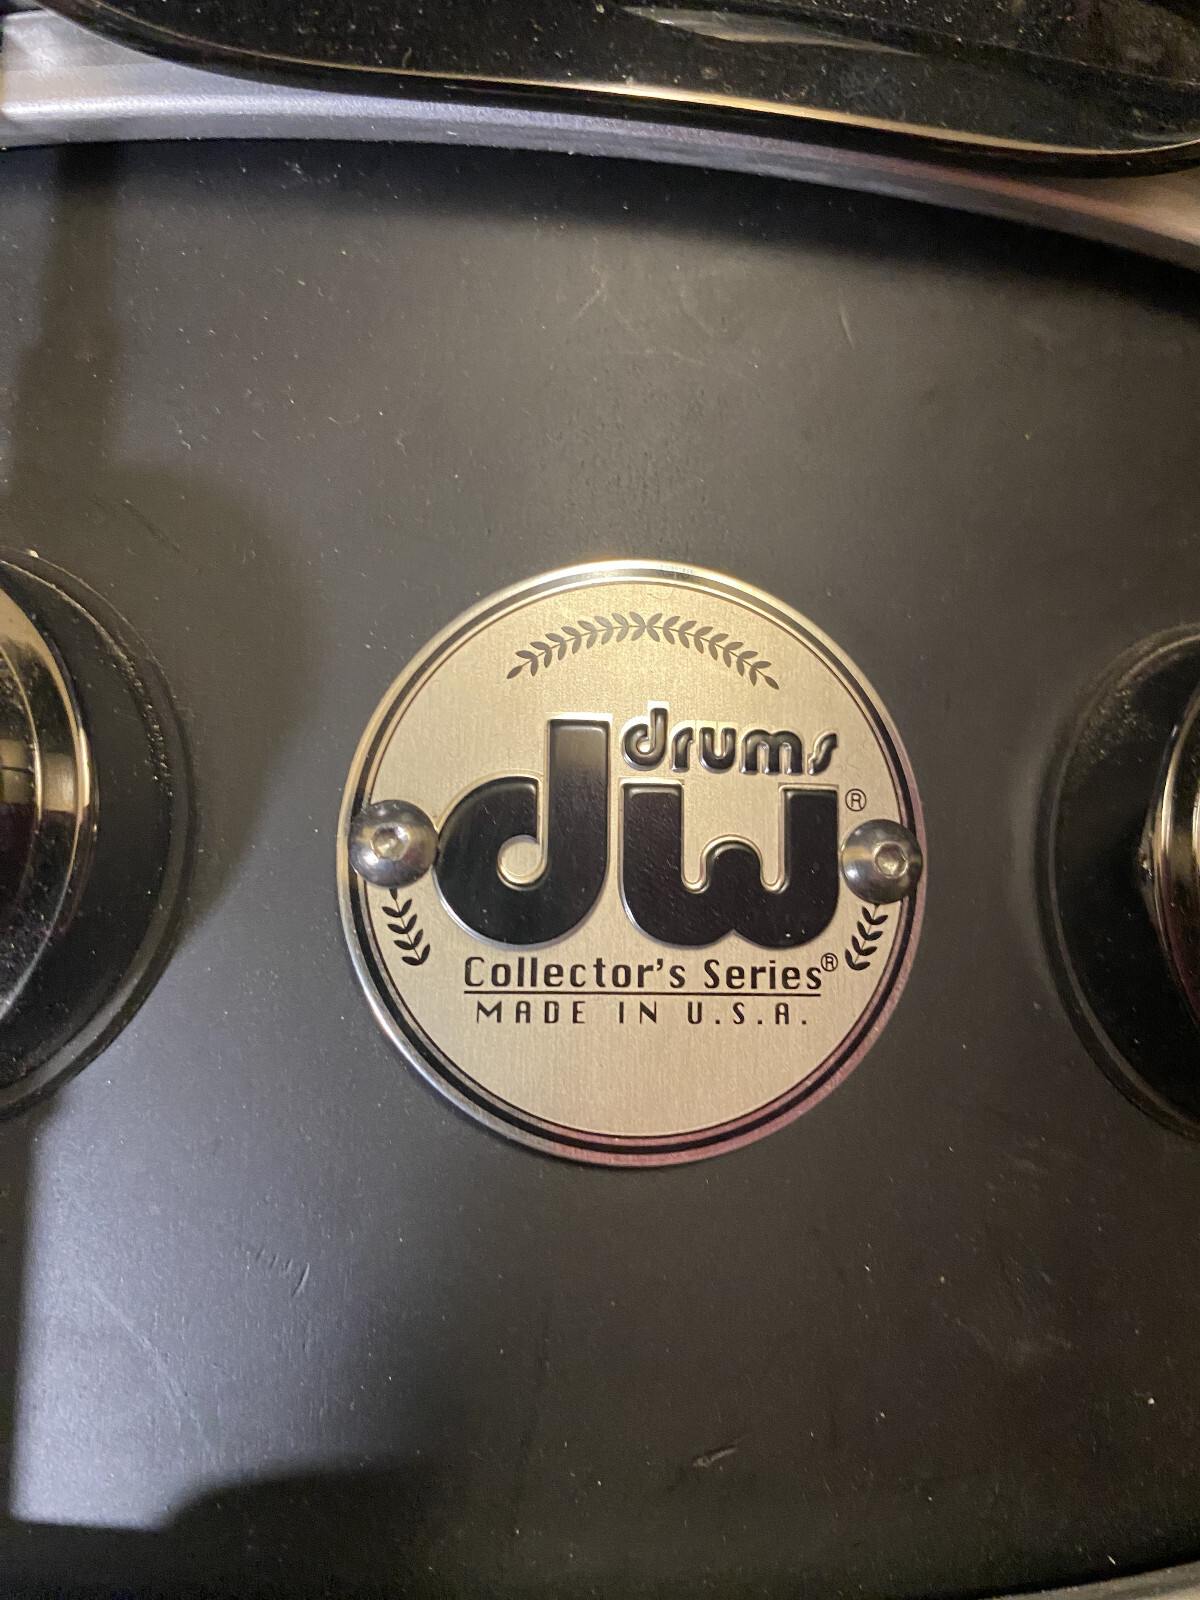 drums
dw®
Collector's Series®
MADE IN U.S.A.